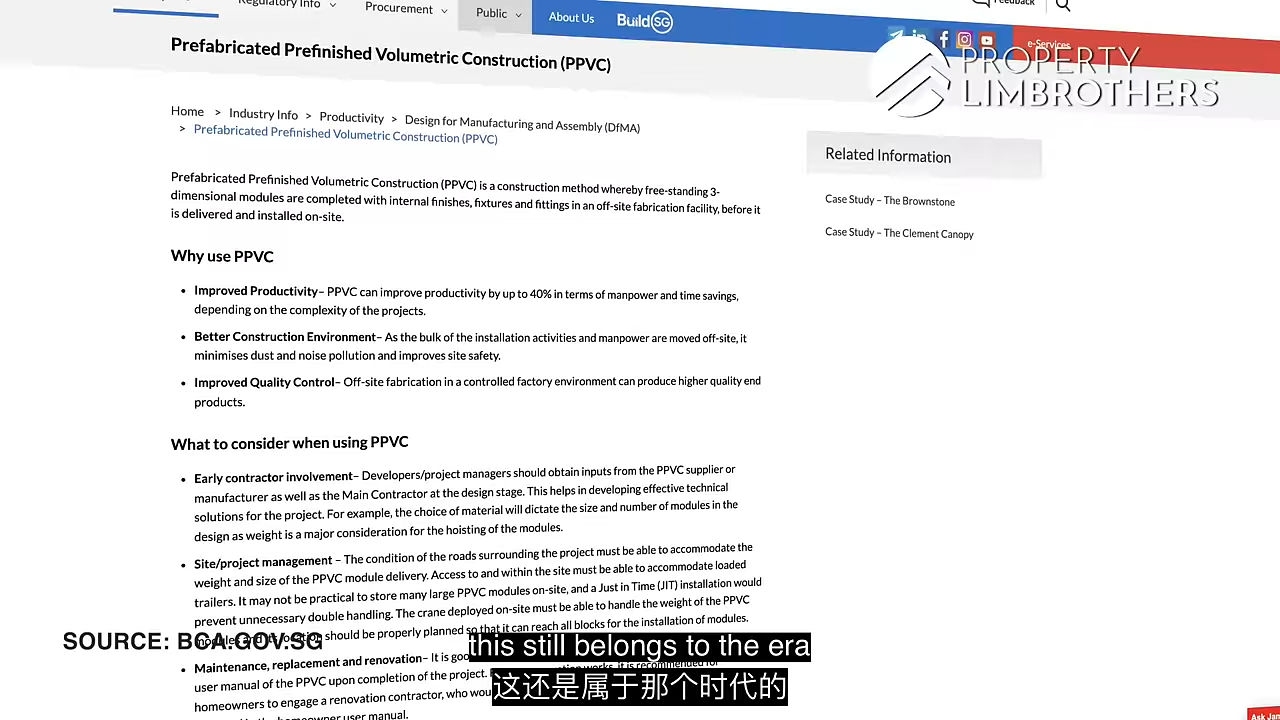 Regulatory Info
Procurement
Public
About Us
BuildSG
Feedback
e-Services
PROPERTY
LIMBROTHERS
Prefabricated Prefinished Volumetric Construction (PPVC)
Home > Industry Info > Productivity > Design for Manufacturing and Assembly (DfMA)
> Prefabricated Prefinished Volumetric Construction (PPVC)
Related Information
Case Study – The Brownstone
Case Study – The Clement Canopy
Prefabricated Prefinished Volumetric Construction (PPVC) is a construction method whereby free-standing 3-
dimensional modules are completed with internal finishes, fixtures and fittings in an off-site fabrication facility, before it
is delivered and installed on-site.
Why use PPVC
• Improved Productivity– PPVC can improve productivity by up to 40% in terms of manpower and time savings,
depending on the complexity of the projects.
• Better Construction Environment– As the bulk of the installation activities and manpower are moved off-site, it
minimises dust and noise pollution and improves site safety.
• Improved Quality Control– Off-site fabrication in a controlled factory environment can produce higher quality end
products.
What to consider when using PPVC
• Early contractor involvement– Developers/project managers should obtain inputs from the PPVC supplier or
manufacturer as well as the Main Contractor at the design stage. This helps in developing effective technical
solutions for the project. For example, the choice of material will dictate the size and number of modules in the
design as weight is a major consideration for the hoisting of the modules.
• Site/project management – The condition of the roads surrounding the project must be able to accommodate the
weight and size of the PPVC module delivery. Access to and within the site must be able to accommodate loaded
trailers. It may not be practical to store many large PPVC modules on-site, and a Just in Time (JIT) installation would
prevent unnecessary double handling. The crane deployed on-site must be able to handle the weight of the PPVC
should be properly planned so that it can reach all blocks for the installation of modules.
SOURCE: BCA.GOV.SG
this still belongs to the era
这还是属于那个时代的
• Maintenance, replacement and renovation– It is works, it is recommended for
user manual of the PPVC upon completion of the project.
homeowners to engage a renovation contractor, who
homeowner user manual.